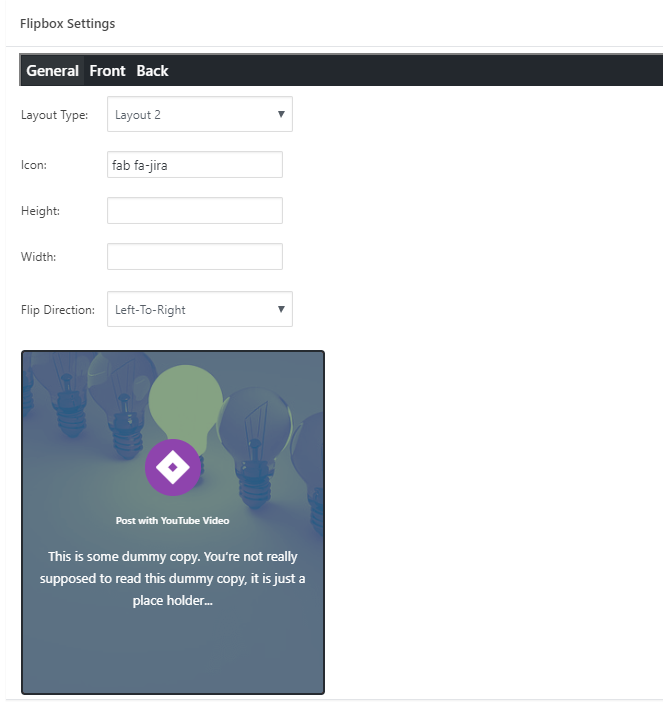 Flipbox Settings
General Front Back
Layout Type: Layout 2
Icon: fab fa-jira
Height:
Width:
Flip Direction: Left-To-Right
Post with YouTube Video
This is some dummy copy. You're not really
supposed to read this dummy copy, it is just a
place holder...